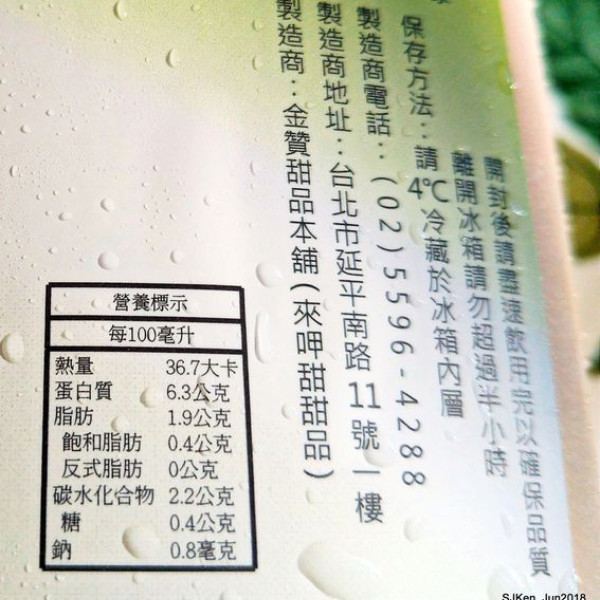 保存方法：請4℃冷藏於冰箱內層
離開冰箱請勿超過半小時
開封後請盡速飲用完以確保品質
製造商電話：(02)5596-4288
製造商地址：台北市延平南路11號一樓
製造商：金贊甜品本舖(來呷甜甜品)
營養標示
每100毫升
熱量 36.7大卡
蛋白質 6.3公克
脂肪 1.9公克
飽和脂肪 0.4公克
反式脂肪 0公克
碳水化合物 2.2公克
糖 0.4公克
鈉 0.8毫克
SJKen Jun2018